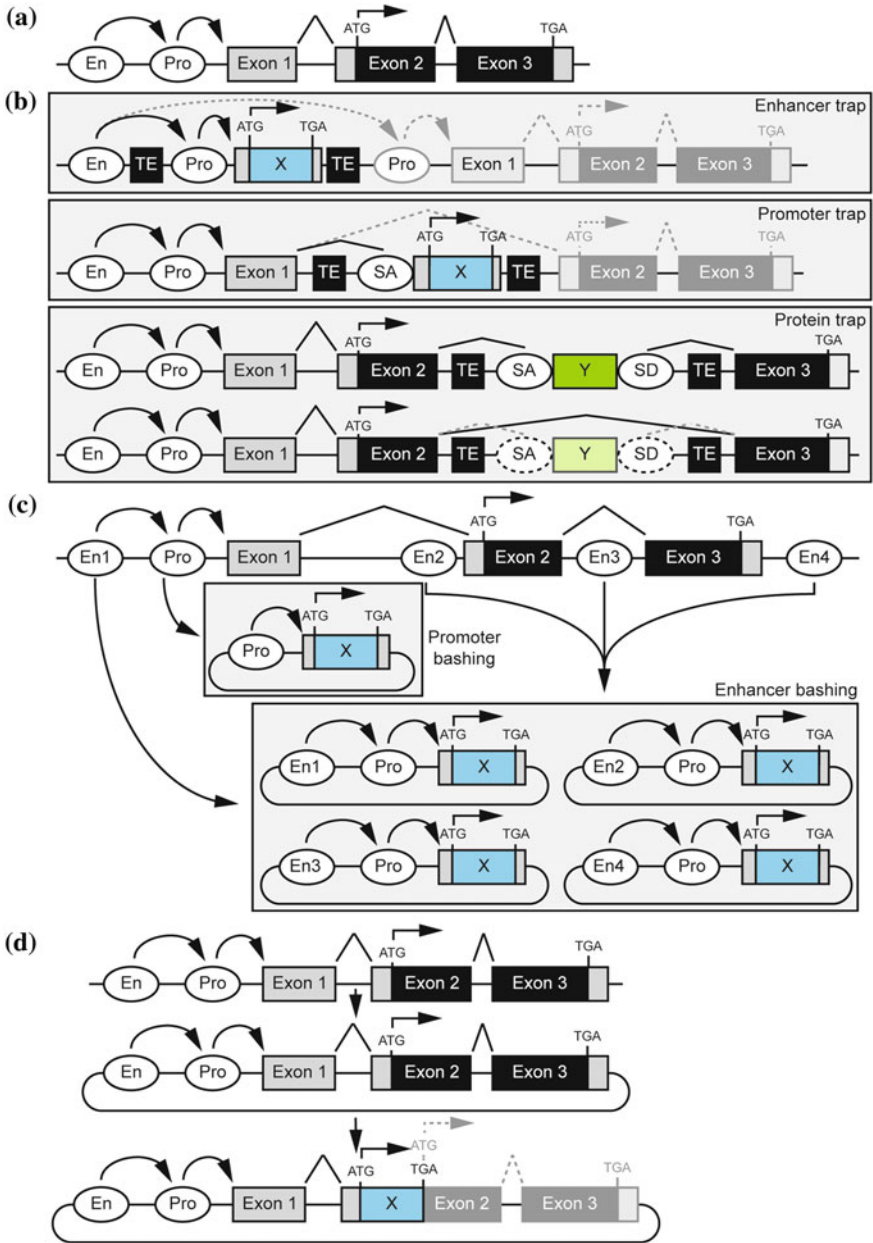 (a)
ATG TGA
En Pro Exon 1 Exon 2 Exon 3
(b)
Enhancer trap
ATG TGA ATG TGA
En TE Pro X TE Pro Exon 1 Exon 2 Exon 3
Promoter trap
ATG TGA ATG TGA
En Pro Exon 1 TE SA X TE Exon 2 Exon 3
Protein trap
ATG TGA
En Pro Exon 1 Exon 2 TE SA Y SD TE Exon 3
ATG TGA
En Pro Exon 1 Exon 2 TE SA Y SD TE Exon 3
(c)
ATG TGA
En1 Pro Exon 1 En2 Exon 2 En3 Exon 3 En4
ATG TGA
Pro X
Promoter
bashing
Enhancer bashing
ATG TGA ATG TGA
En1 Pro X En2 Pro X
ATG TGA ATG TGA
En3 Pro X En4 Pro X
(d)
ATG TGA
En Pro Exon 1 Exon 2 Exon 3
ATG TGA
En Pro Exon 1 Exon 2 Exon 3
ATG
ATG TGA TGA
En Pro Exon 1 X Exon 2 Exon 3